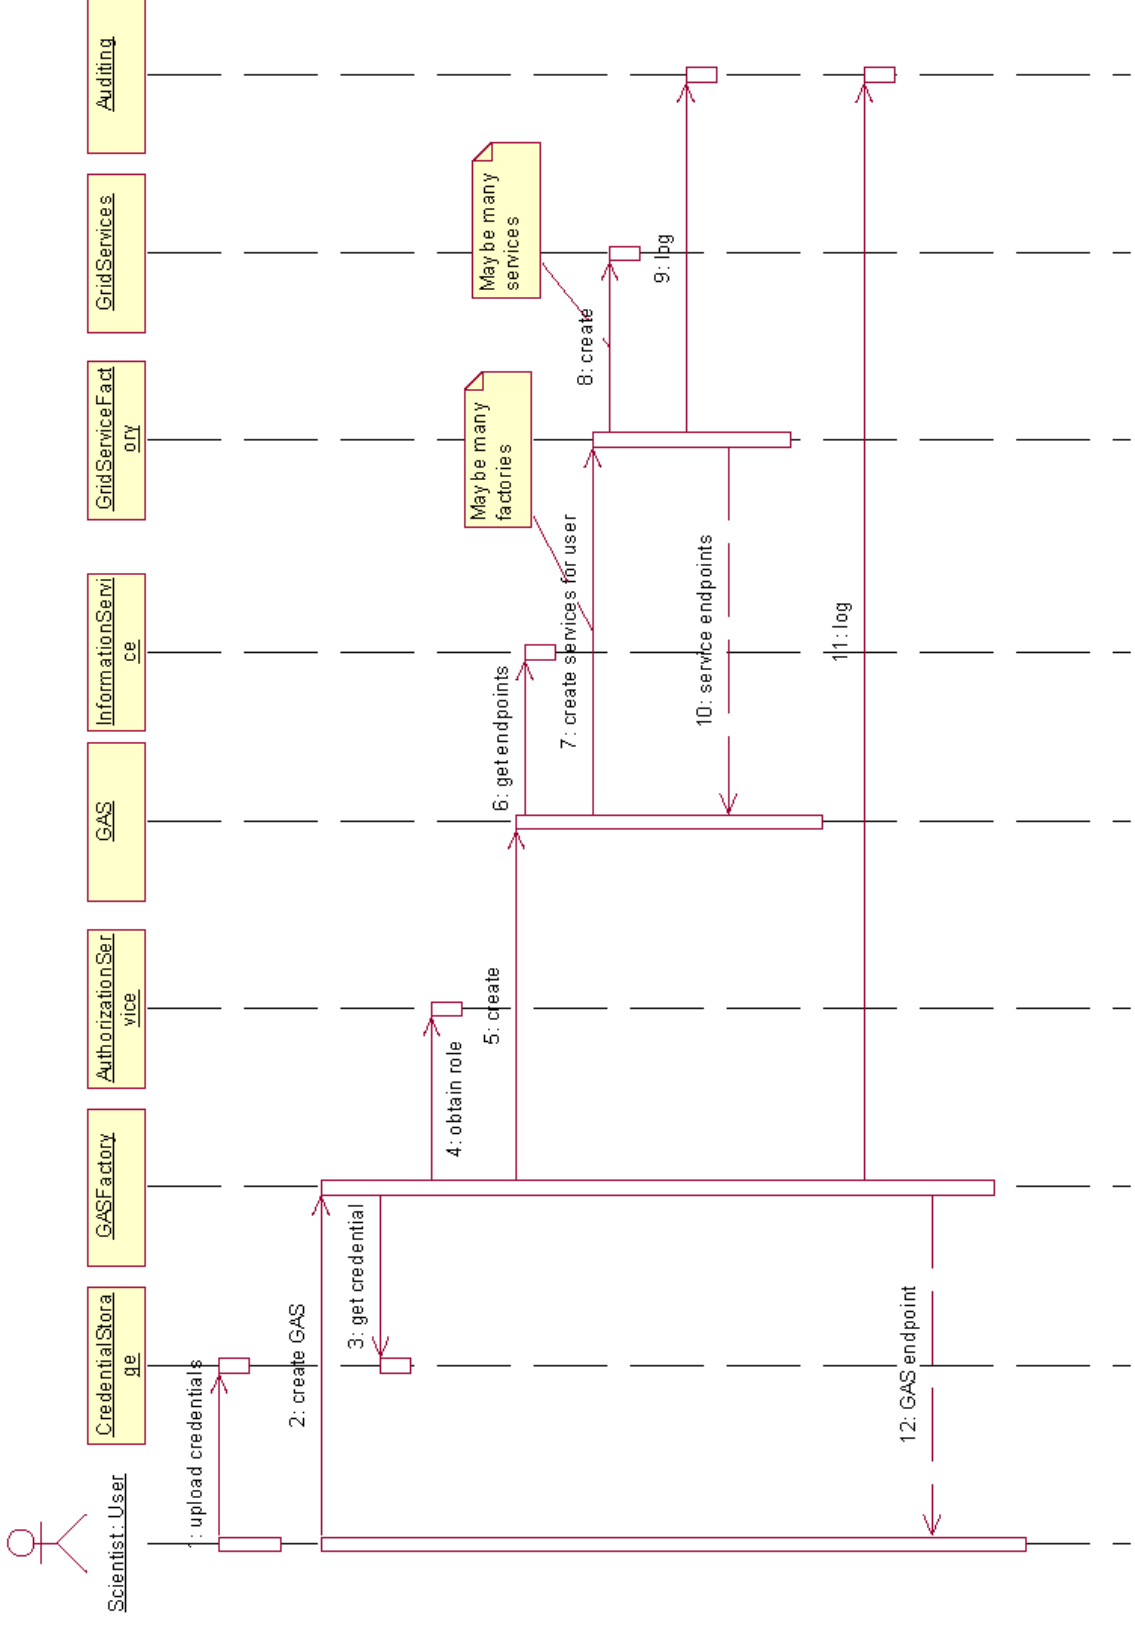 Scientist : User
CredentialStora
ge
GASFactory
AuthorizationSer
vice
GAS
InformationServi
ce
GridServiceFact
ory
GridServices
Auditing
1: upload credentials
2: create GAS
3: get credential
4: obtain role
5: create
6: get endpoints
May be many
factories
7: create services for user
May be many
services
8: create
9: log
10: service endpoints
11: log
12: GAS endpoint